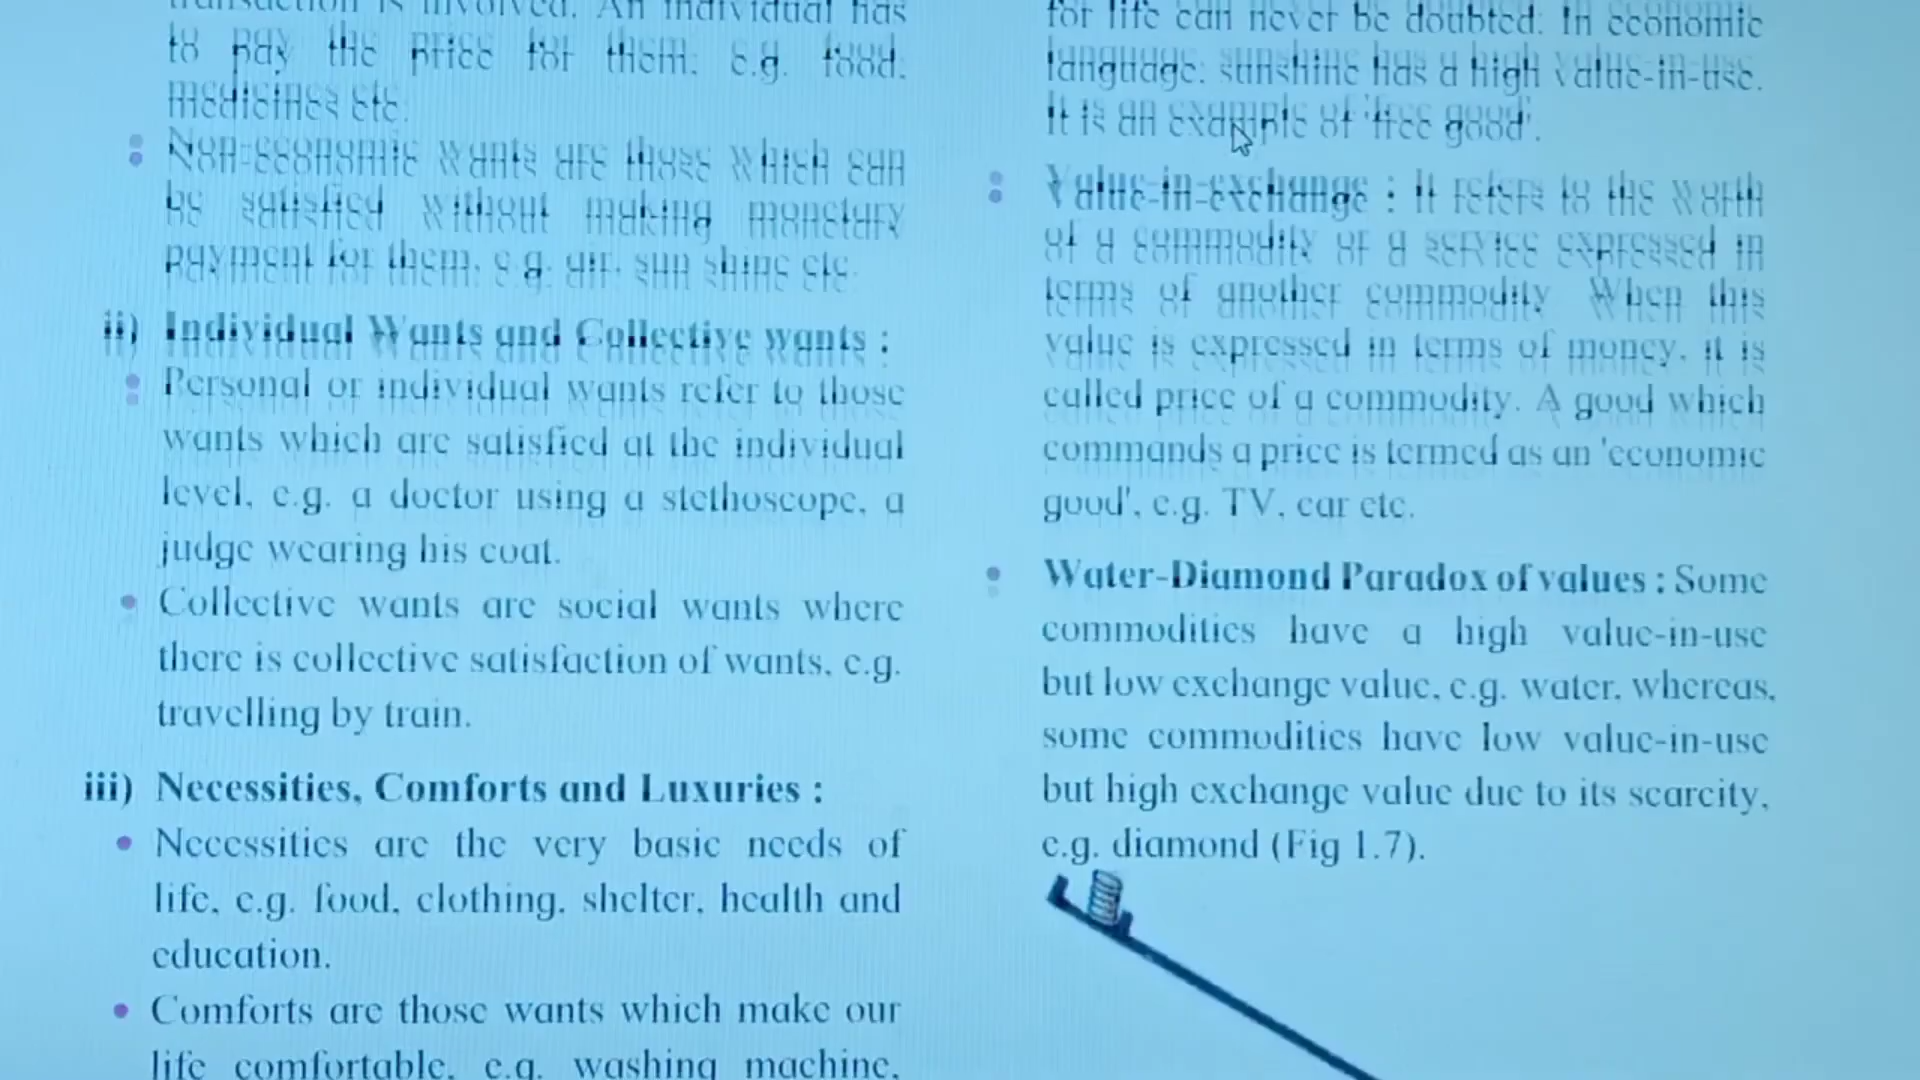 transaction is involved. An individual has
to pay the price for them, e.g. food,
medicines etc.
Non-economic wants are those which can
be satisfied without making monetary
payment for them, e.g. air, sun shine etc.
ii) Individual Wants and Collective wants :
Personal or individual wants refer to those
wants which are satisfied at the individual
level, e.g. a doctor using a stethoscope, a
judge wearing his coat.
Collective wants are social wants where
there is collective satisfaction of wants, e.g.
travelling by train.
iii) Necessities, Comforts and Luxuries :
Necessities are the very basic needs of
life, e.g. food, clothing, shelter, health and
education.
Comforts are those wants which make our
life comfortable, e.g. washing machine,
for life can never be doubted. In economic
language, sunshine has a high value-in-use.
It is an example of 'free good'.
Value-in-exchange : It refers to the worth
of a commodity or a service expressed in
terms of another commodity. When this
value is expressed in terms of money, it is
called price of a commodity. A good which
commands a price is termed as an 'economic
good', e.g. TV, car etc.
Water-Diamond Paradox of values : Some
commodities have a high value-in-use
but low exchange value, e.g. water, whereas,
some commodities have low value-in-use
but high exchange value due to its scarcity,
e.g. diamond (Fig 1.7).